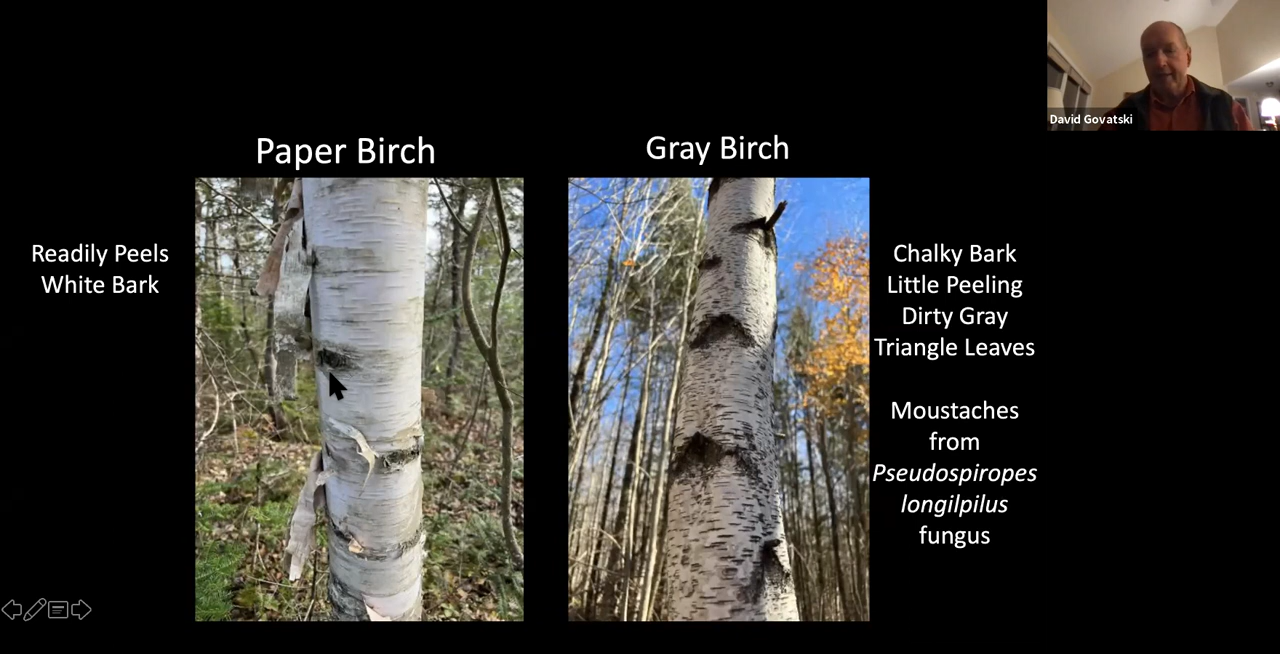 David Govatski
Paper Birch
Gray Birch
Readily Peels
White Bark
Chalky Bark
Little Peeling
Dirty Gray
Triangle Leaves
Moustaches
from
Pseudospiropes
longilpilus
fungus